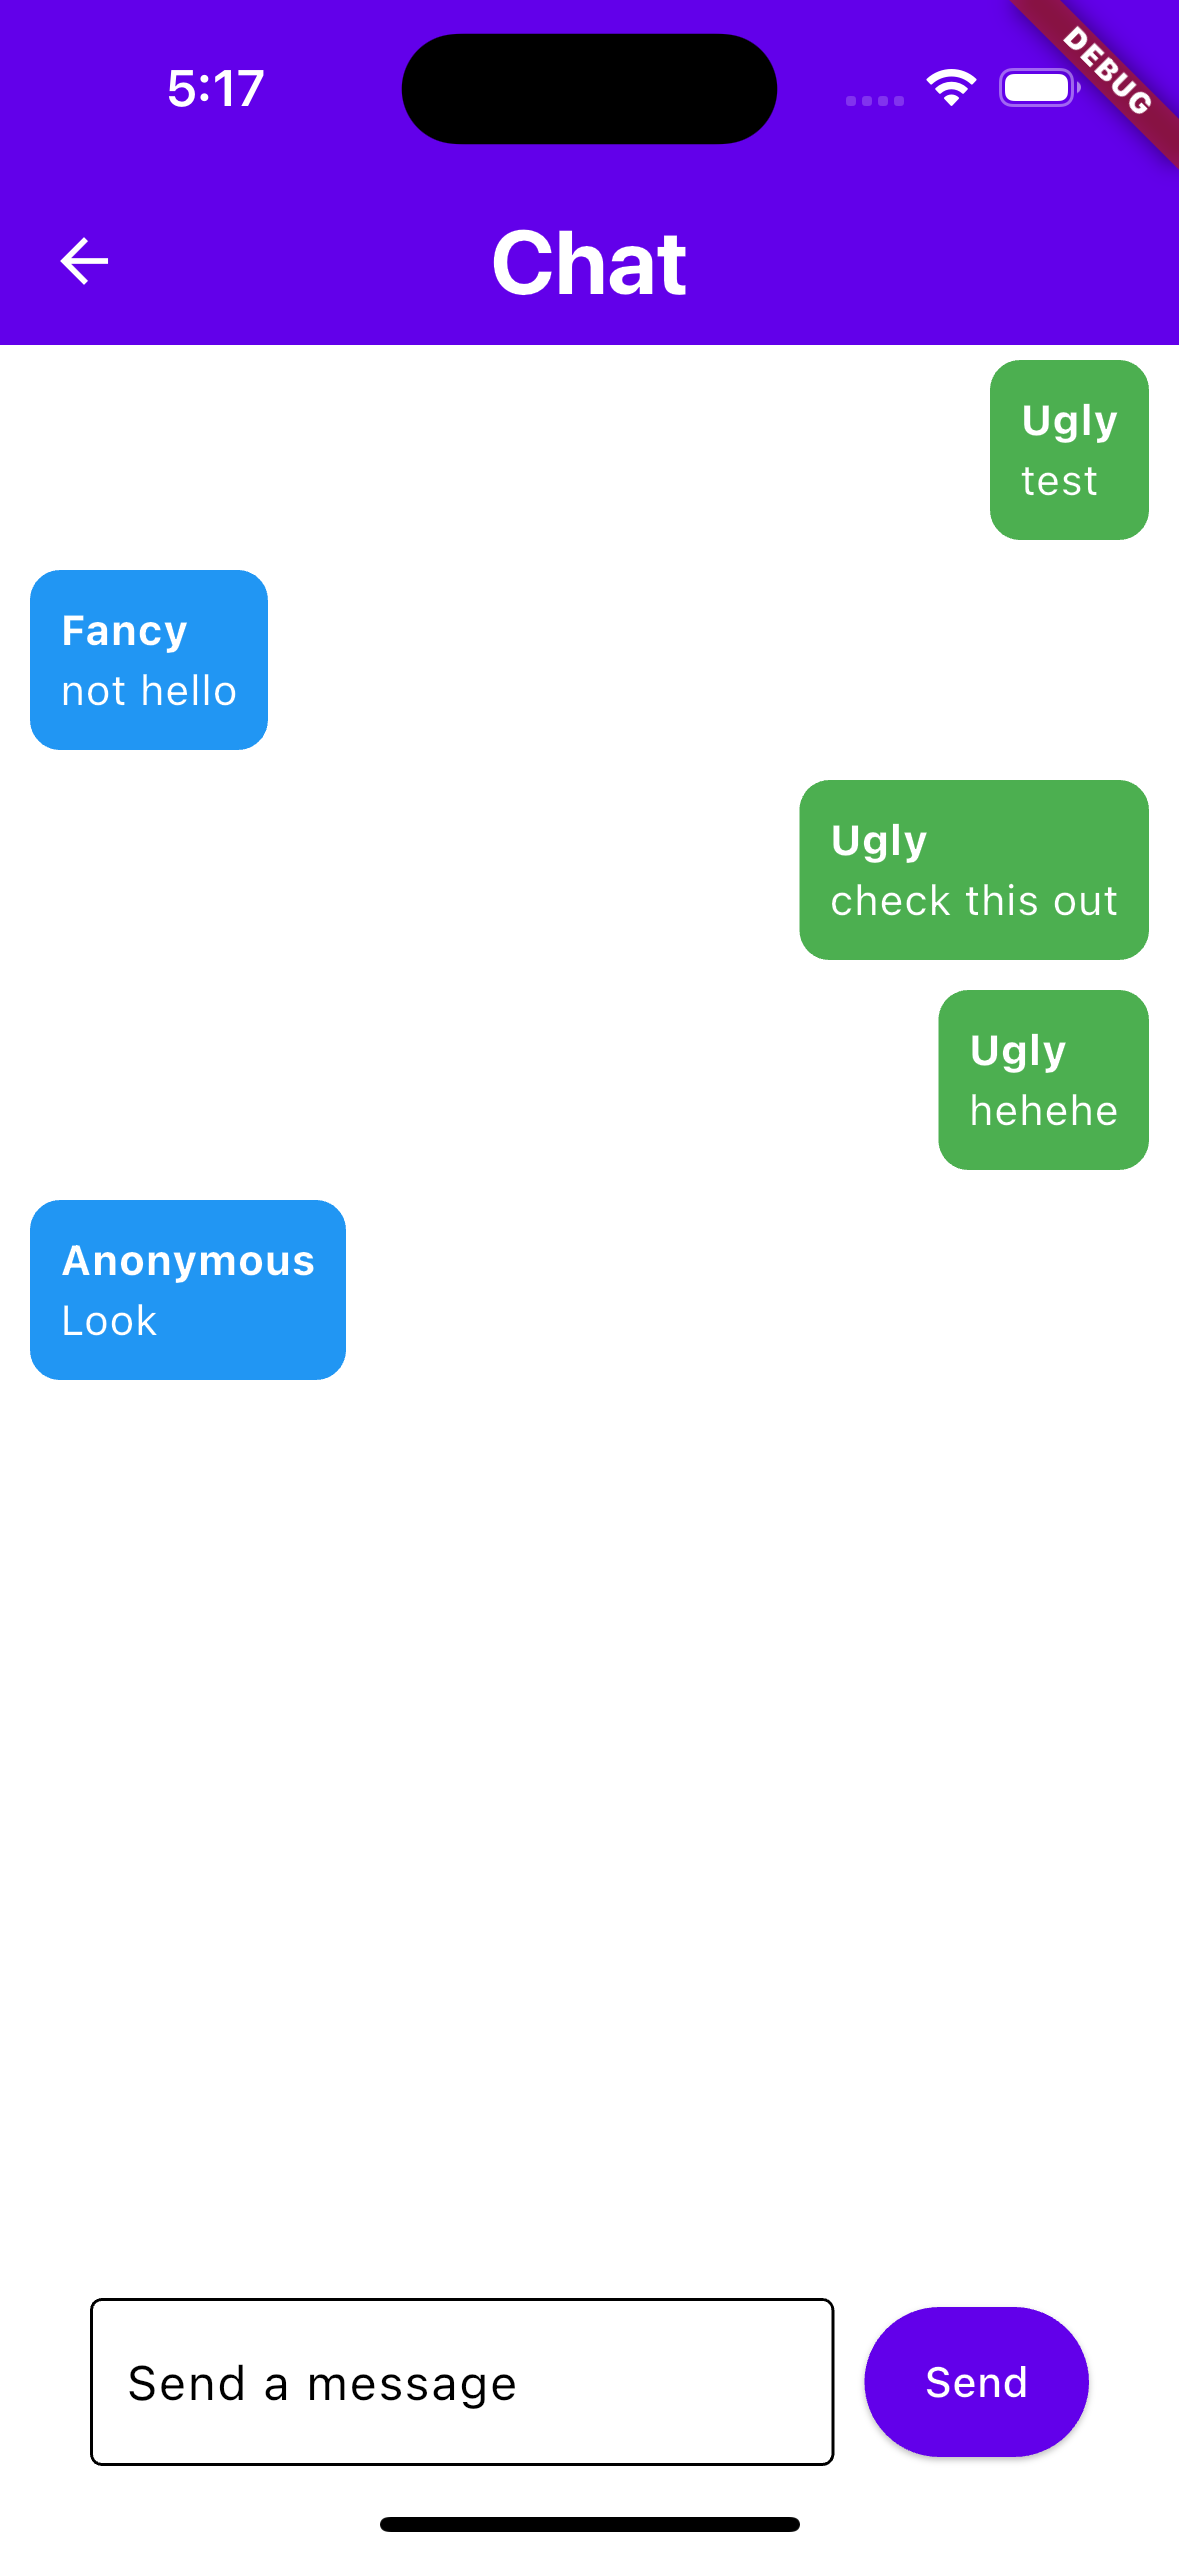 5:17
DEBUG
Chat
Ugly
test
Fancy
not hello
Ugly
check this out
Ugly
hehehe
Anonymous
Look
Send a message
Send